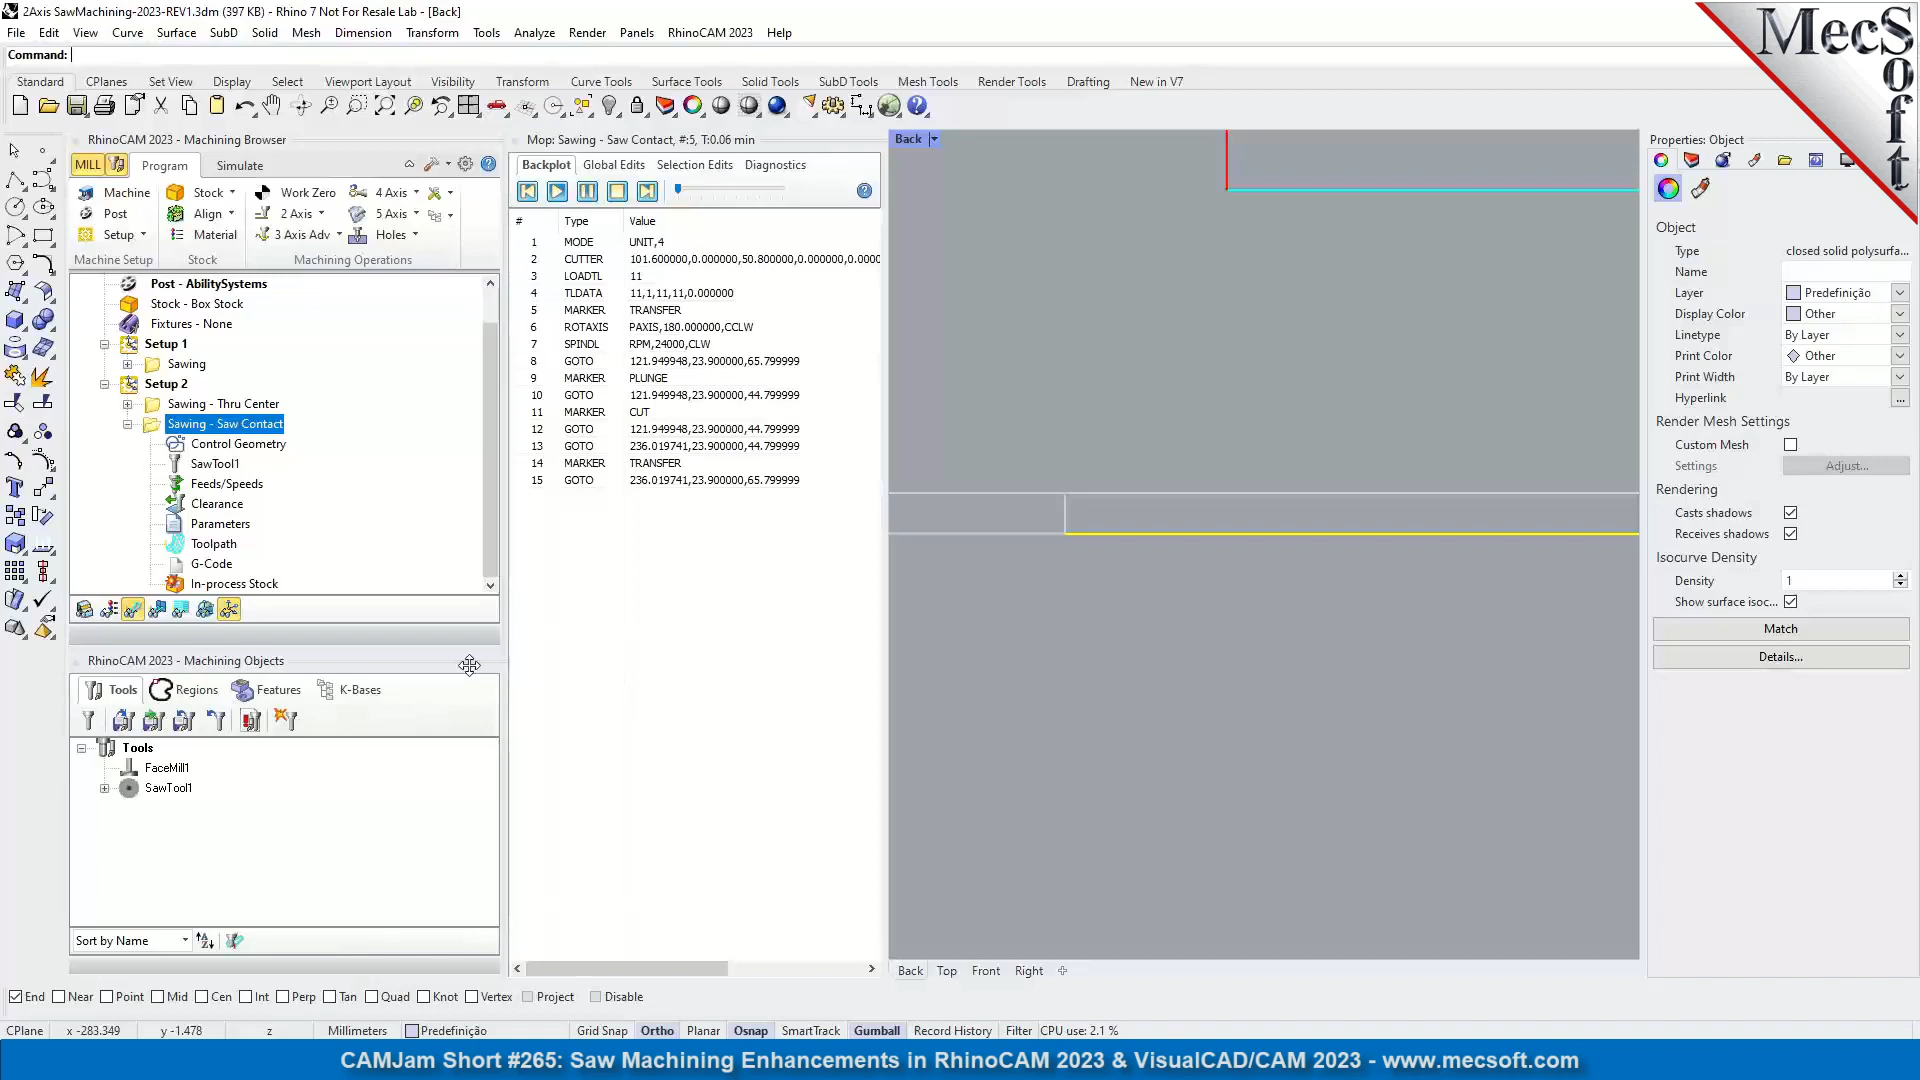 2Axis SawMachining-2023-REV1.3dm (397 KB) - Rhino 7 Not For Resale Lab - [Back]
File Edit View Curve Surface SubD Solid Mesh Dimension Transform Tools Analyze Render Panels RhinoCAM 2023 Help
Command:
Standard CPlanes Set View Display Select Viewport Layout Visibility Transform Curve Tools Surface Tools Solid Tools SubD Tools Mesh Tools Render Tools Drafting New in V7
MecSoft
RhinoCAM 2023 - Machining Browser
MILL Program Simulate
Machine Stock Work Zero 4 Axis
Post Align 2 Axis 5 Axis
Setup Material 3 Axis Adv Holes
Machine Setup Stock Machining Operations
Post - AbilitySystems
Stock - Box Stock
Fixtures - None
Setup 1
Sawing
Setup 2
Sawing - Thru Center
Sawing - Saw Contact
Control Geometry
SawTool1
Feeds/Speeds
Clearance
Parameters
Toolpath
G-Code
In-process Stock
RhinoCAM 2023 - Machining Objects
Tools Regions Features K-Bases
Tools
FaceMill1
SawTool1
Sort by Name
Mop: Sawing - Saw Contact, #:5, T:0.06 min
Backplot Global Edits Selection Edits Diagnostics
# Type Value
1 MODE UNIT,4
2 CUTTER 101.600000,0.000000,50.800000,0.000000,0.000C
3 LOADTL 11
4 TLDATA 11,1,11,11,0.000000
5 MARKER TRANSFER
6 ROTAXIS PAXIS,180.000000,CCLW
7 SPINDL RPM,24000,CLW
8 GOTO 121.949948,23.900000,65.799999
9 MARKER PLUNGE
10 GOTO 121.949948,23.900000,44.799999
11 MARKER CUT
12 GOTO 121.949948,23.900000,44.799999
13 GOTO 236.019741,23.900000,44.799999
14 MARKER TRANSFER
15 GOTO 236.019741,23.900000,65.799999
Back
Back Top Front Right
Properties: Object
Object
Type closed solid polysurfa...
Name
Layer Predefinição
Display Color Other
Linetype By Layer
Print Color Other
Print Width By Layer
Hyperlink ...
Render Mesh Settings
Custom Mesh
Settings Adjust...
Rendering
Casts shadows
Receives shadows
Isocurve Density
Density 1
Show surface isoc...
Match
Details...
End Near Point Mid Cen Int Perp Tan Quad Knot Vertex Project Disable
CPlane x -283.349 y -1.478 z Millimeters Predefinição Grid Snap Ortho Planar Osnap SmartTrack Gumball Record History Filter CPU use: 2.1 %
CAMJam Short #265: Saw Machining Enhancements in RhinoCAM 2023 & VisualCAD/CAM 2023 - www.mecsoft.com